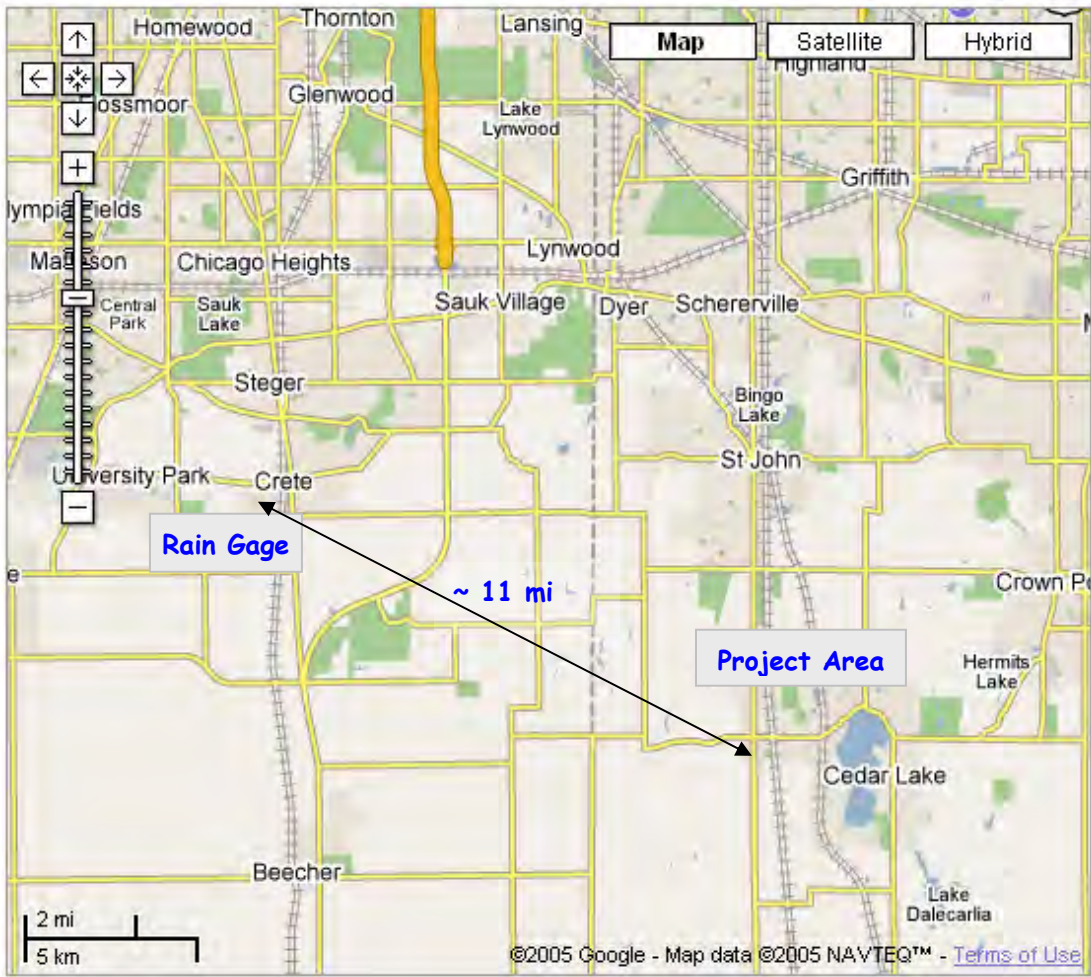 Homewood
Thornton
Lansing
Map
Satellite
Hybrid
Highland
ossmoor
Glenwood
Lake
Lynwood
Griffith
lympia Fields
Lynwood
Chicago Heights
Central
Park
Sauk
Lake
Sauk Village
Dyer
Schererville
Steger
Bingo
Lake
St John
University Park
Crete
Rain Gage
~ 11 mi
Crown Po
Project Area
Hermits
Lake
Cedar Lake
Beecher
Lake
Dalecarlia
2 mi
5 km
©2005 Google - Map data ©2005 NAVTEQ™ - Terms of Use